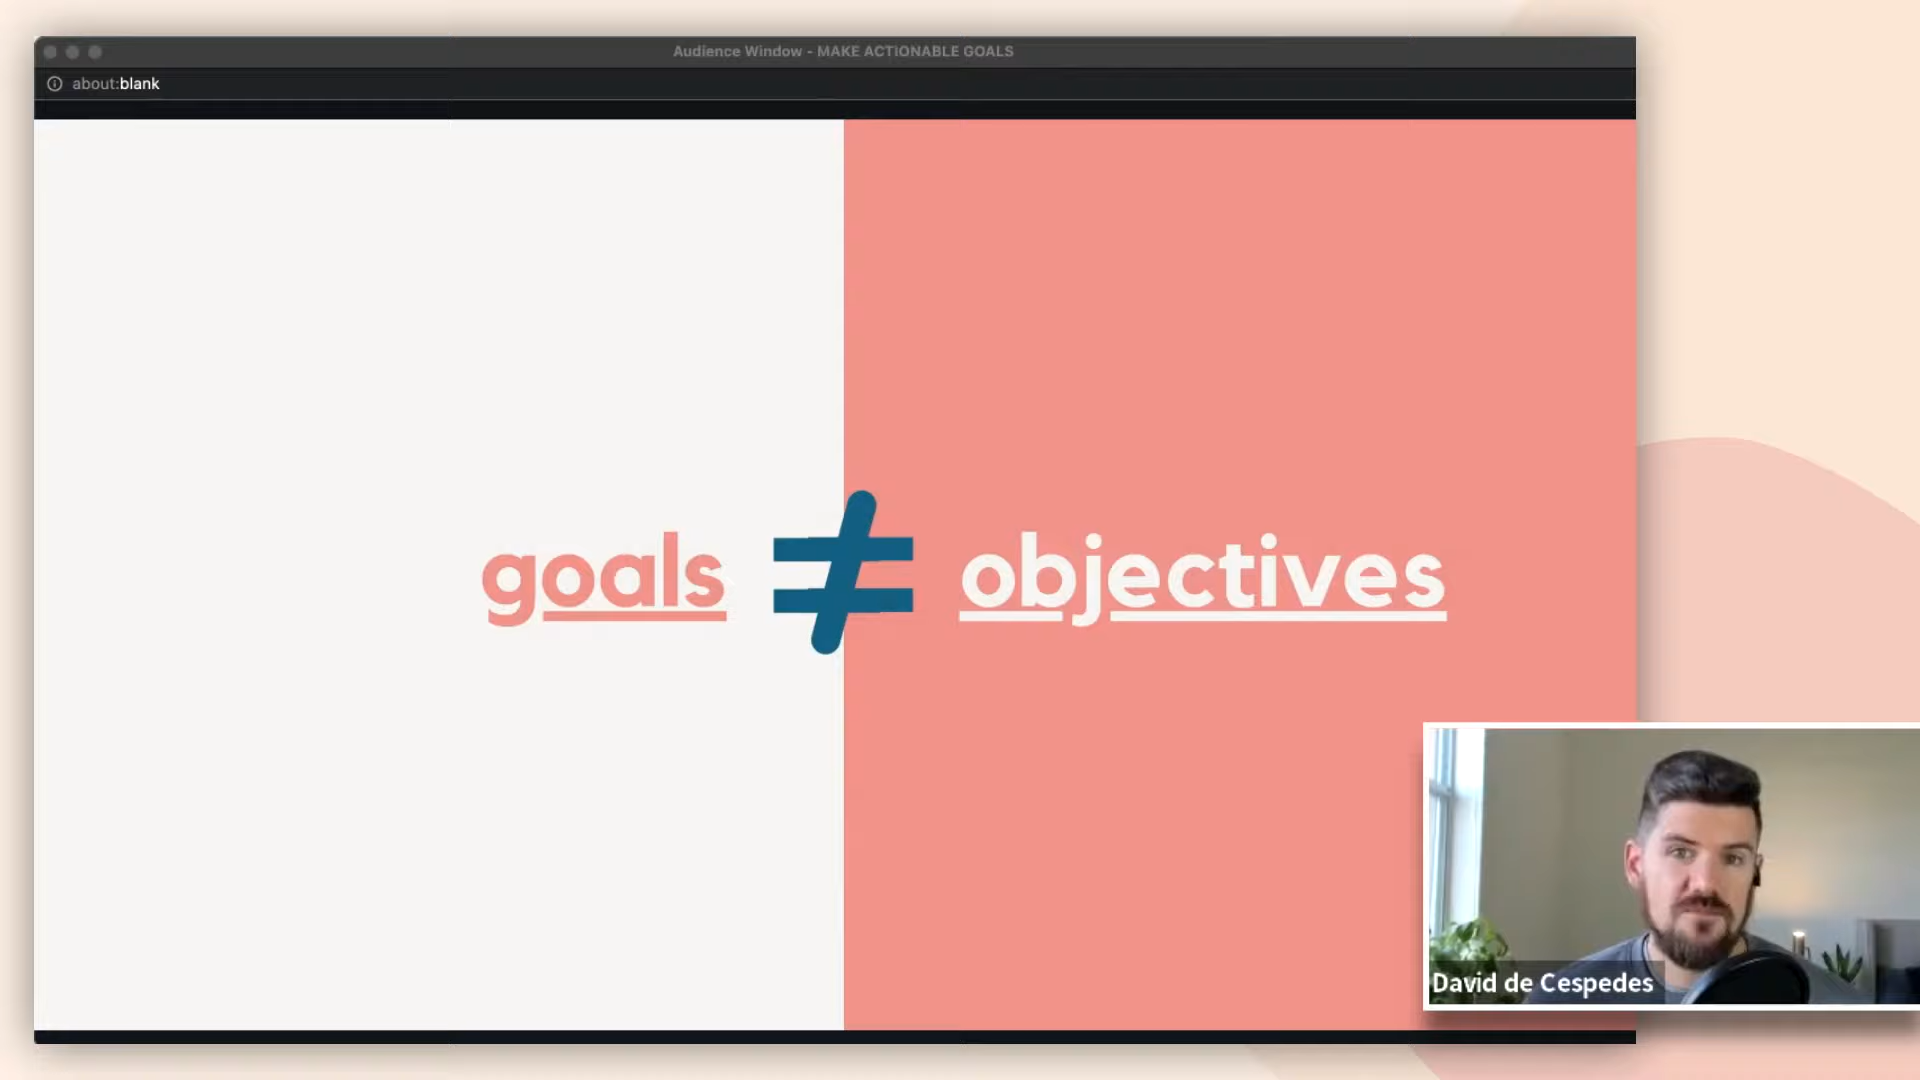 Audience Window - MAKE ACTIONABLE GOALS
about:blank
goals ≠ objectives
David de Cespedes